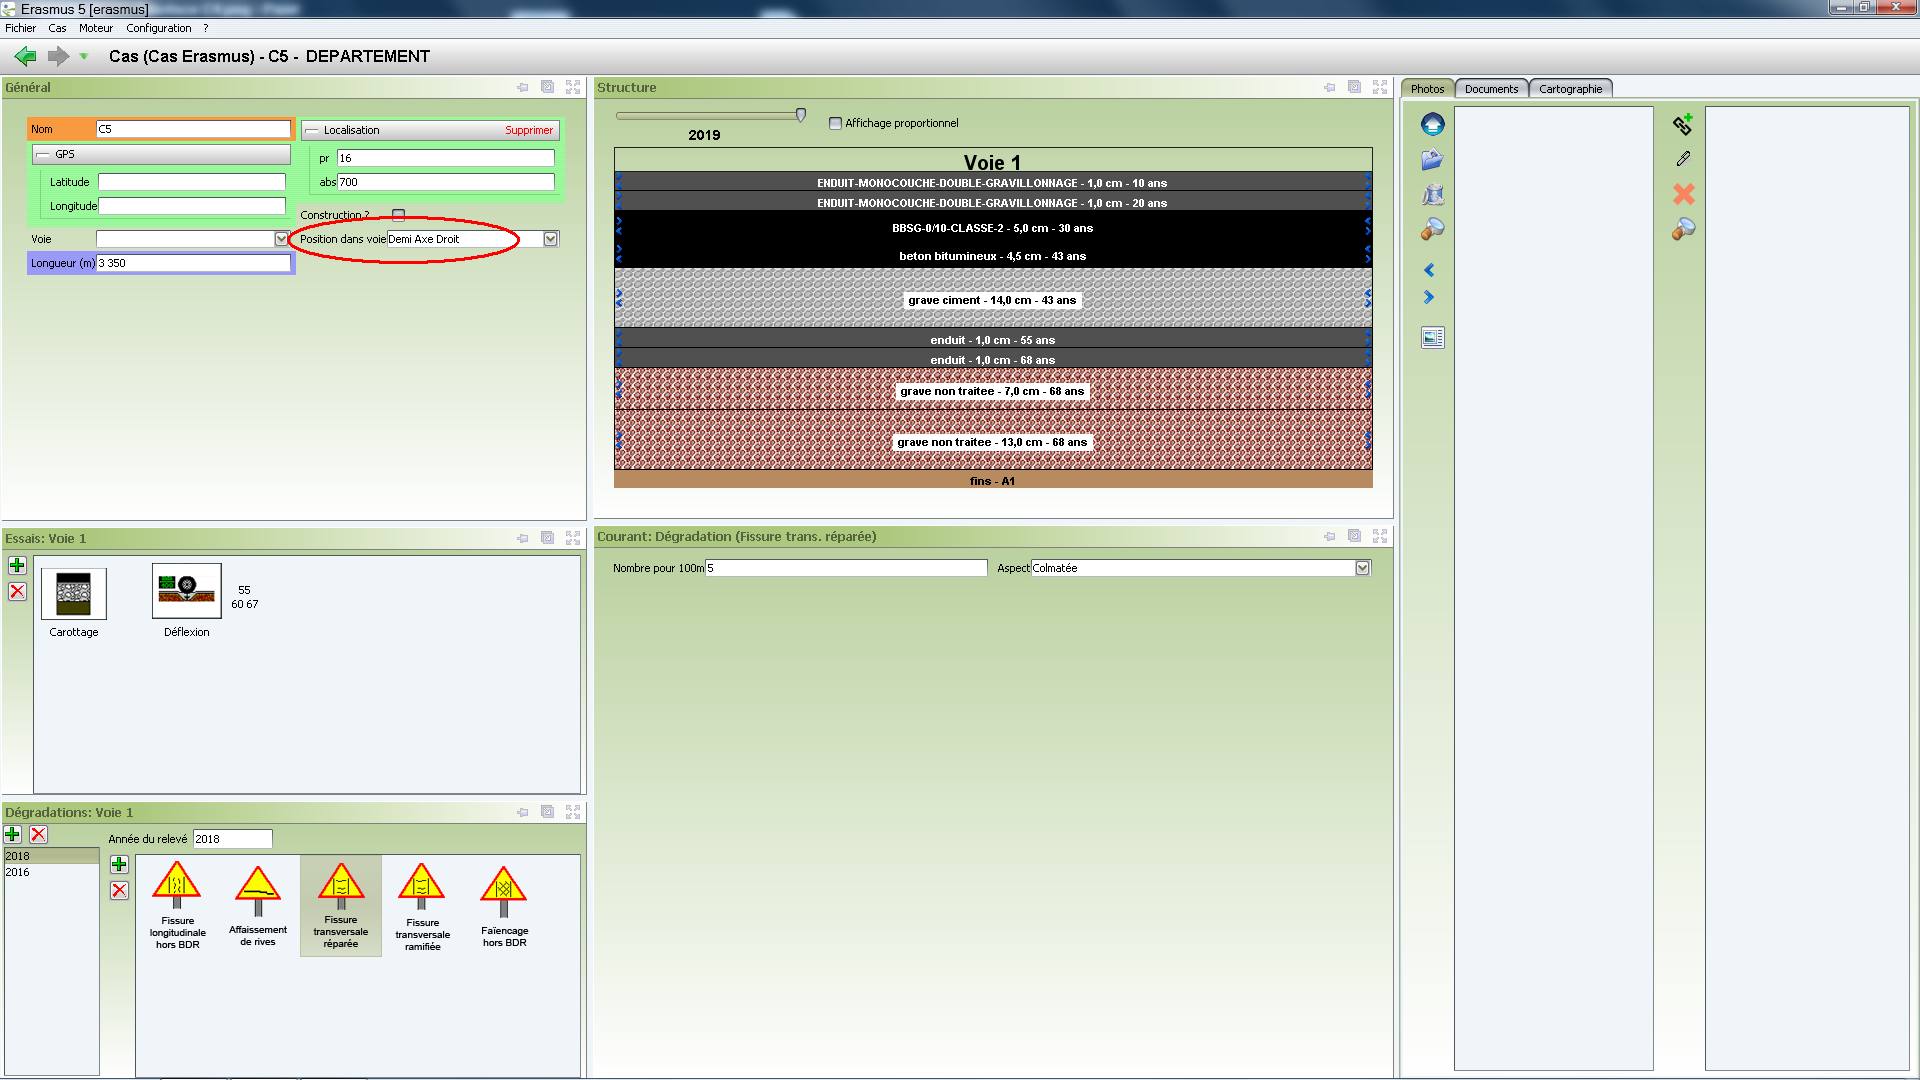 Erasmus 5 [erasmus]
Fichier Cas Moteur Configuration ?
Cas (Cas Erasmus) - C5 - DEPARTEMENT
Général
Nom C5
GPS
Latitude
Longitude
Localisation Supprimer
pr 16
abs 700
Construction ?
Voie
Position dans voie Demi Axe Droit
Longueur (m) 3 350
Structure
2019
Affichage proportionnel
Voie 1
ENDUIT-MONOCOUCHE-DOUBLE-GRAVILLONNAGE - 1,0 cm - 10 ans
ENDUIT-MONOCOUCHE-DOUBLE-GRAVILLONNAGE - 1,0 cm - 20 ans
BBSG-0/10-CLASSE-2 - 5,0 cm - 30 ans
beton bitumineux - 4,5 cm - 43 ans
grave ciment - 14,0 cm - 43 ans
enduit - 1,0 cm - 55 ans
enduit - 1,0 cm - 68 ans
grave non traitee - 7,0 cm - 68 ans
grave non traitee - 13,0 cm - 68 ans
fins - A1
Photos Documents Cartographie
Essais: Voie 1
Carottage
Déflexion
55
60 67
Courant: Dégradation (Fissure trans. réparée)
Nombre pour 100m 5
Aspect Colmatée
Dégradations: Voie 1
Année du relevé 2018
2018
2016
Fissure
longitudinale
hors BDR
Affaissement
de rives
Fissure
transversale
réparée
Fissure
transversale
ramifiée
Faïencage
hors BDR